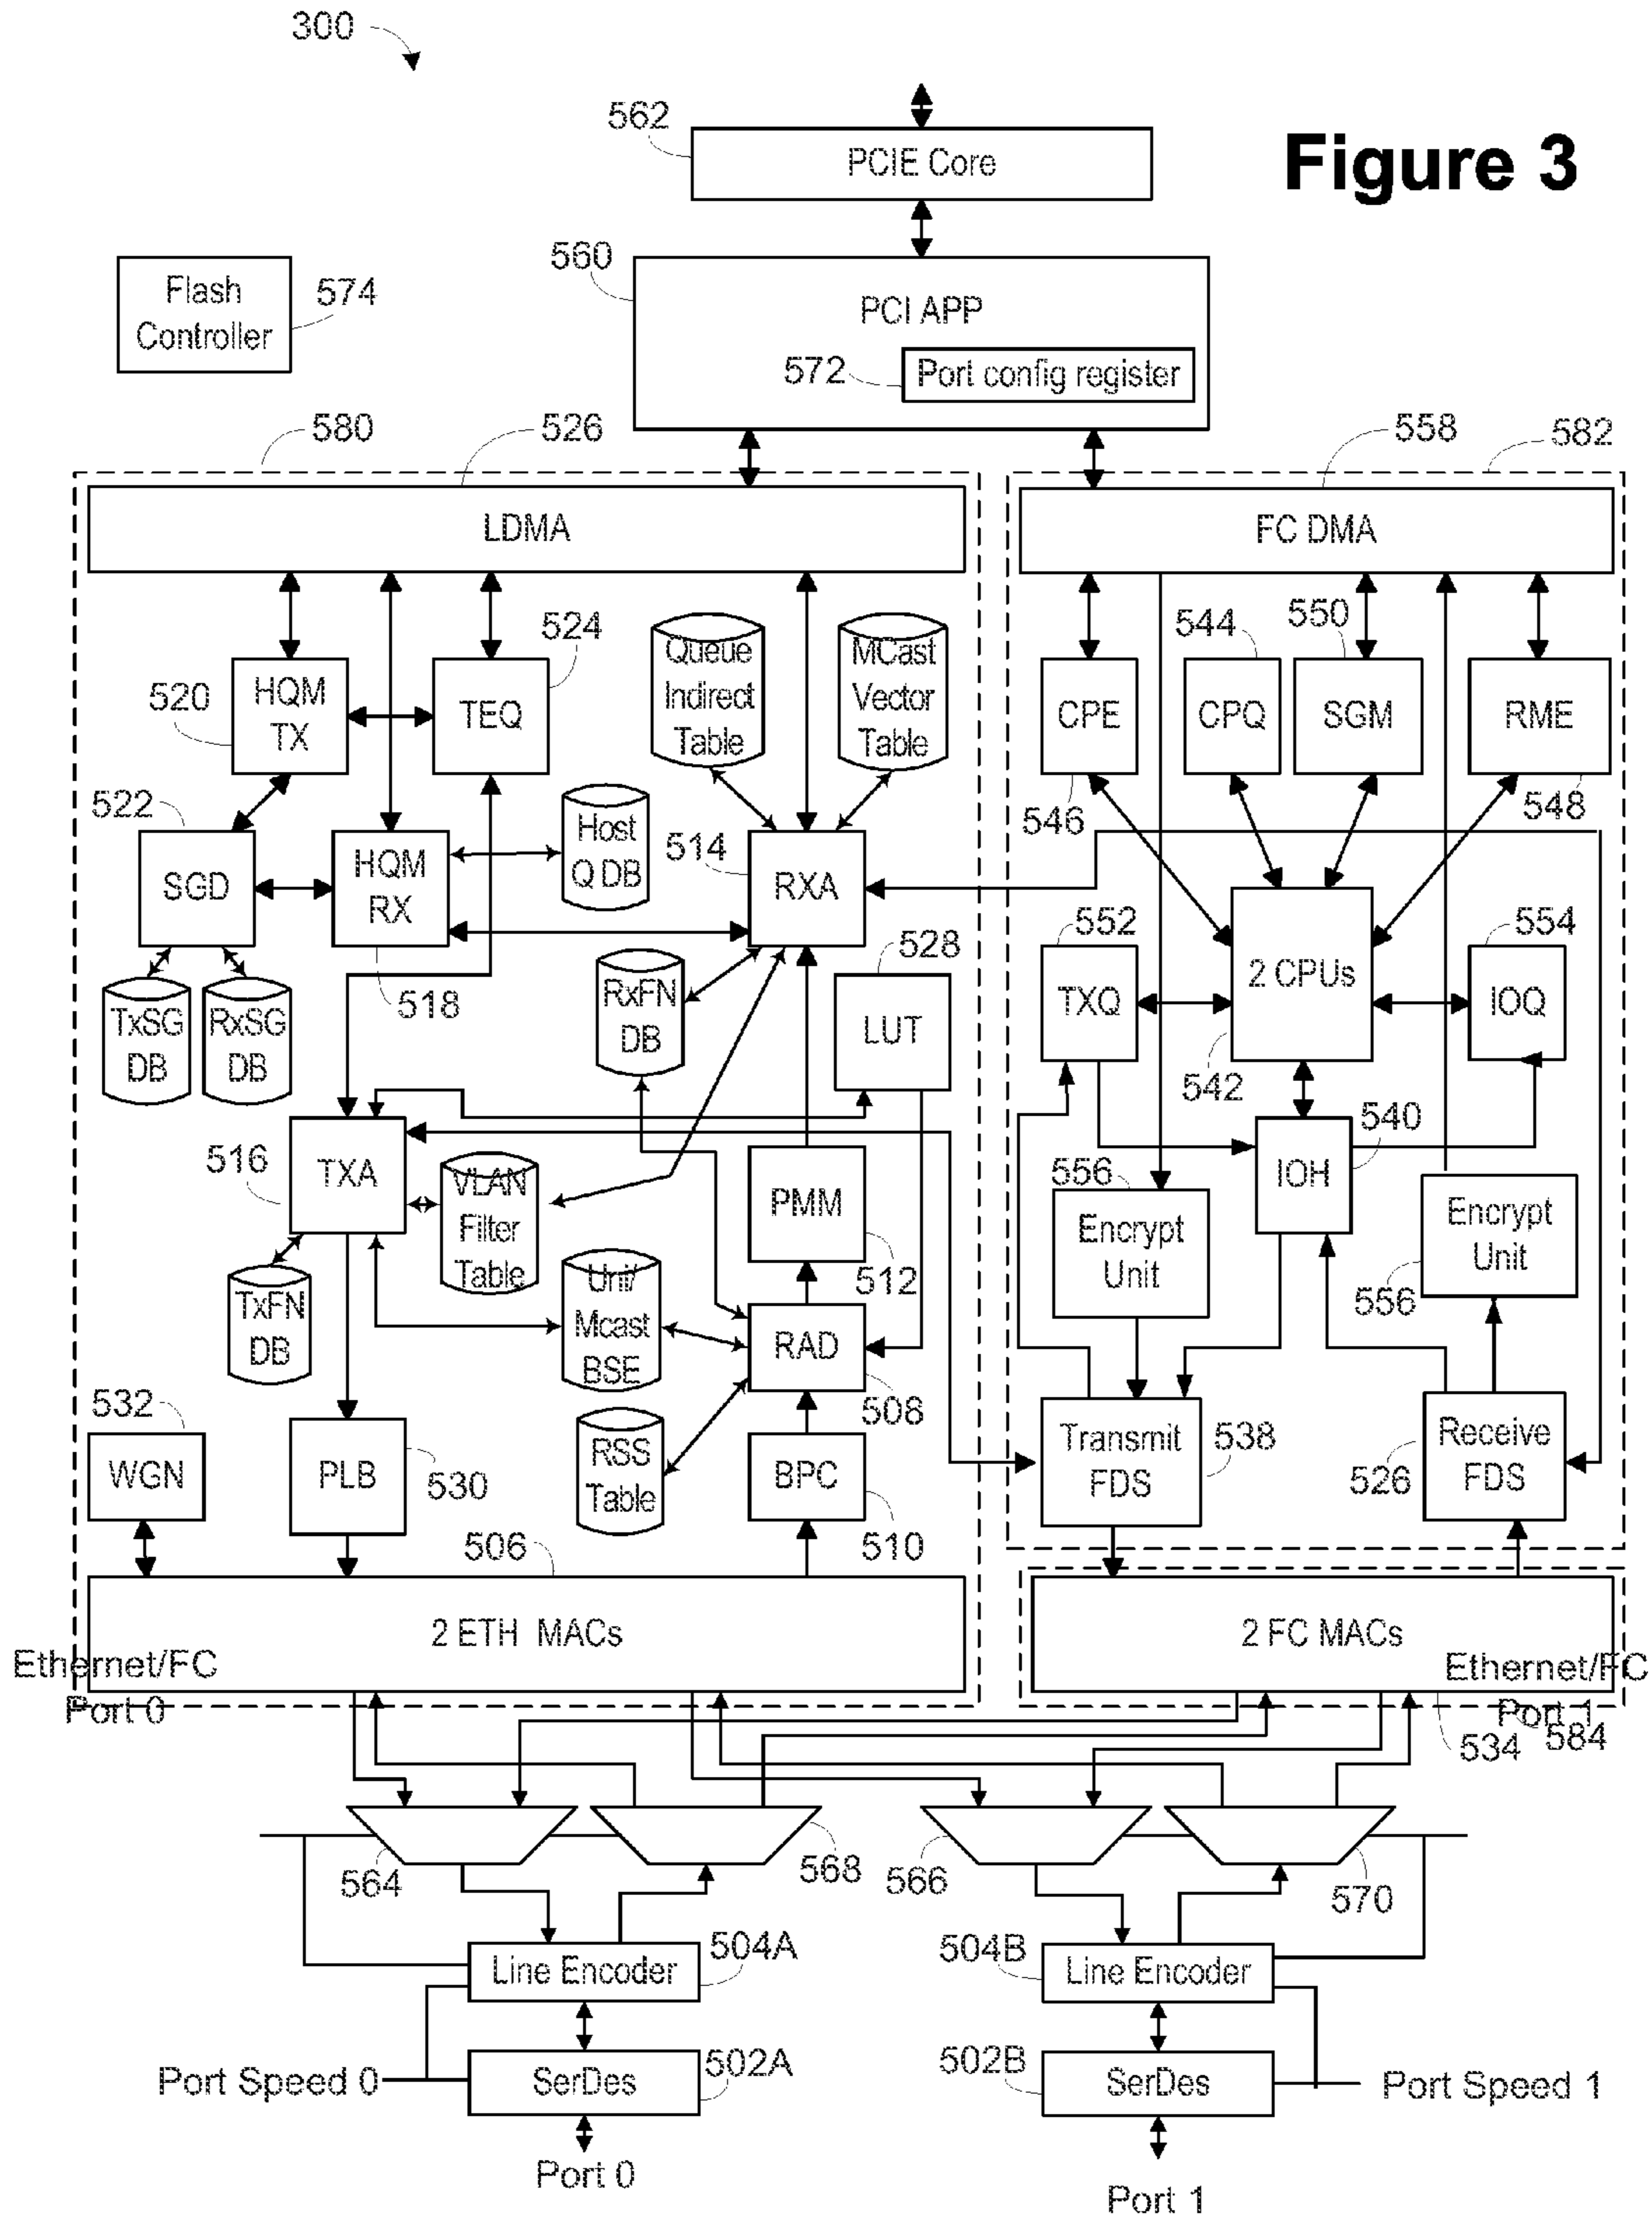 300
562
PCIE Core
Figure 3
560
PCI APP
572
Port config register
Flash
Controller
574
580
526
558
582
LDMA
FC DMA
524
520
HQM
TX
TEQ
Queue
Indirect
Table
MCast
Vector
Table
544
550
CPE
CPQ
SGM
RME
546
548
522
SGD
HQM
RX
518
Host
Q DB
514
RXA
TxSG
DB
RxSG
DB
RxFN
DB
528
LUT
552
TXQ
2 CPUs
542
554
IOQ
516
TXA
VLAN
Filter
Table
PMM
512
556
Encrypt
Unit
540
IOH
Encrypt
Unit
556
TxFN
DB
Uni/
Mcast
BSE
RAD
508
532
WGN
PLB
530
RSS
Table
BPC
510
Transmit
FDS
538
526
Receive
FDS
506
2 ETH MACs
2 FC MACs
Ethernet/FC
Port 0
Ethernet/FC
Port 1
534
584
564
568
566
570
504A
Line Encoder
504B
Line Encoder
Port Speed 0
502A
SerDes
502B
SerDes
Port Speed 1
Port 0
Port 1